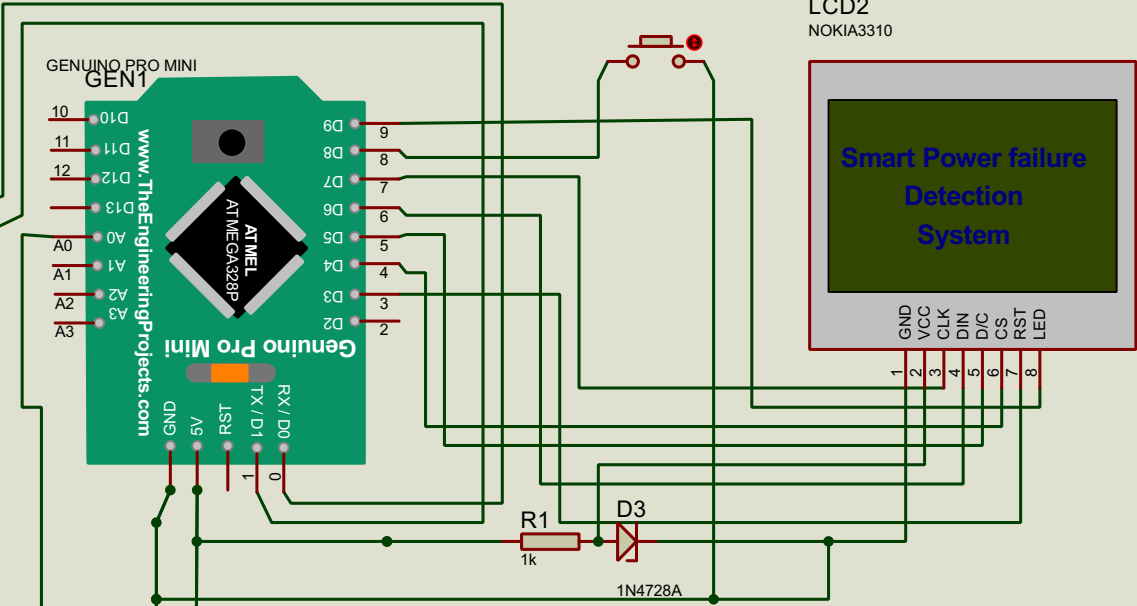 LCD2
NOKIA3310
GENUINO PRO MINI
GEN1
10
D10
11
D11
12
D12
D13
A0
A0
A1
A1
A2
A2
A3
A3
www.TheEngineeringProjects.com
ATMEL
ATMEGA328P
D9
9
D8
8
D7
7
D6
6
D5
5
D4
4
D3
3
D2
2
Genuino Pro Mini
GND
5V
RST
TX / D1
RX / D0
1
0
Smart Power failure
Detection
System
GND
VCC
CLK
DIN
D/C
CS
RST
LED
1
2
3
4
5
6
7
8
R1
1k
D3
1N4728A